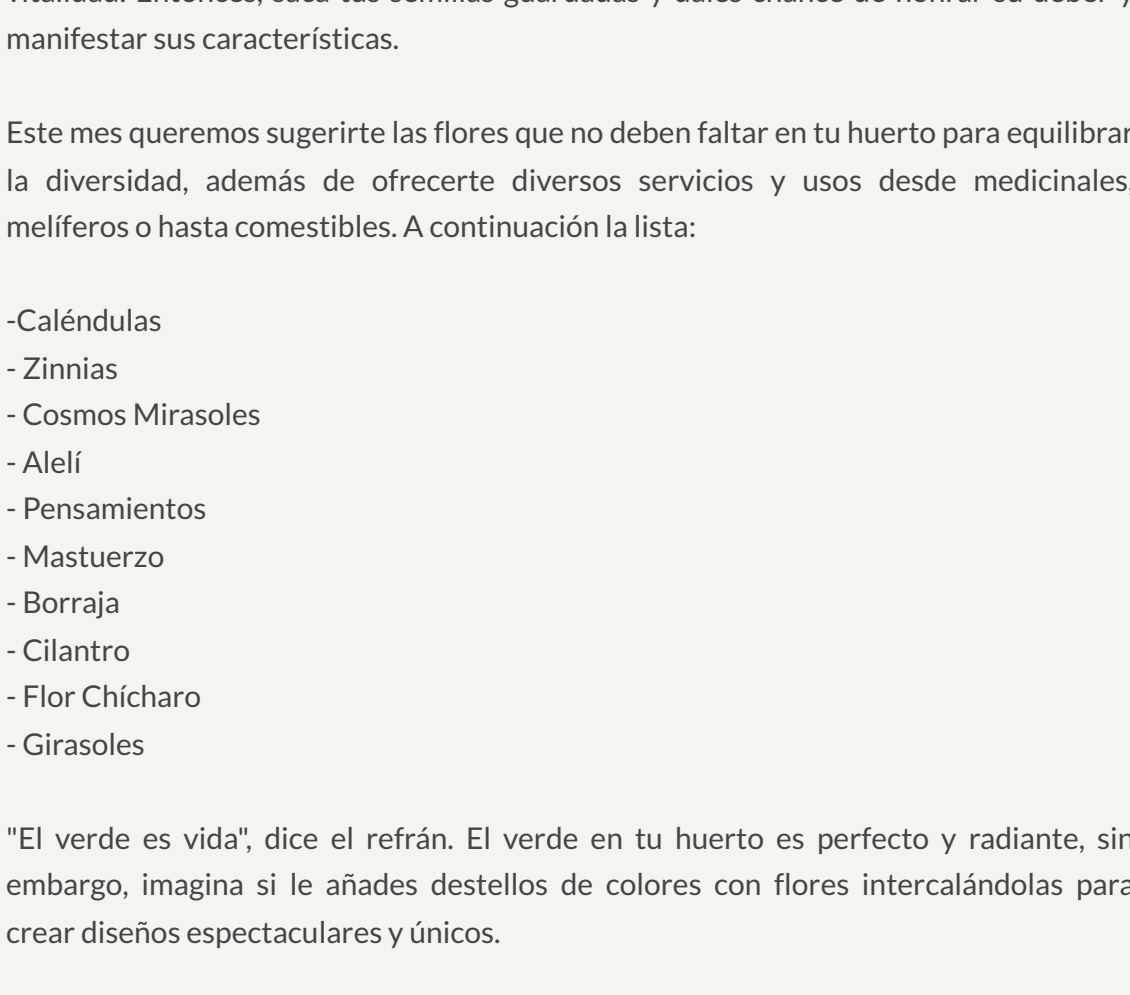 manifestar sus características.
Este mes queremos sugerirte las flores que no deben faltar en tu huerto para equilibrar
la diversidad, además de ofrecerte diversos servicios y usos desde medicinales,
melíferos o hasta comestibles. A continuación la lista:
-Caléndulas
- Zinnias
- Cosmos Mirasoles
- Alelí
- Pensamientos
- Mastuerzo
- Borraja
- Cilantro
- Flor Chícharo
- Girasoles
"El verde es vida", dice el refrán. El verde en tu huerto es perfecto y radiante, sin
embargo, imagina si le añades destellos de colores con flores intercalándolas para
crear diseños espectaculares y únicos.